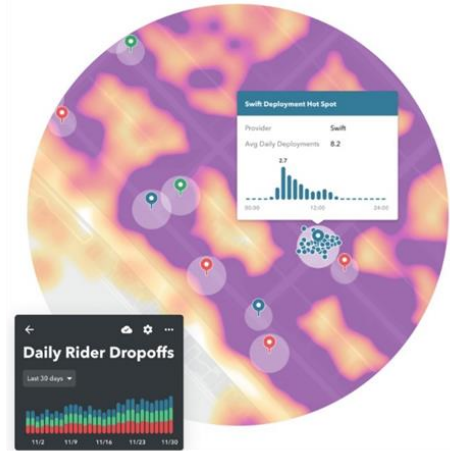 Swift Deployment Hot Spot
Provider Swift
Avg Daily Deployments 8.2
2.7
00:00 12:00 24:00
Daily Rider Dropoffs
Last 30 days
11/2 11/9 11/16 11/23 11/30